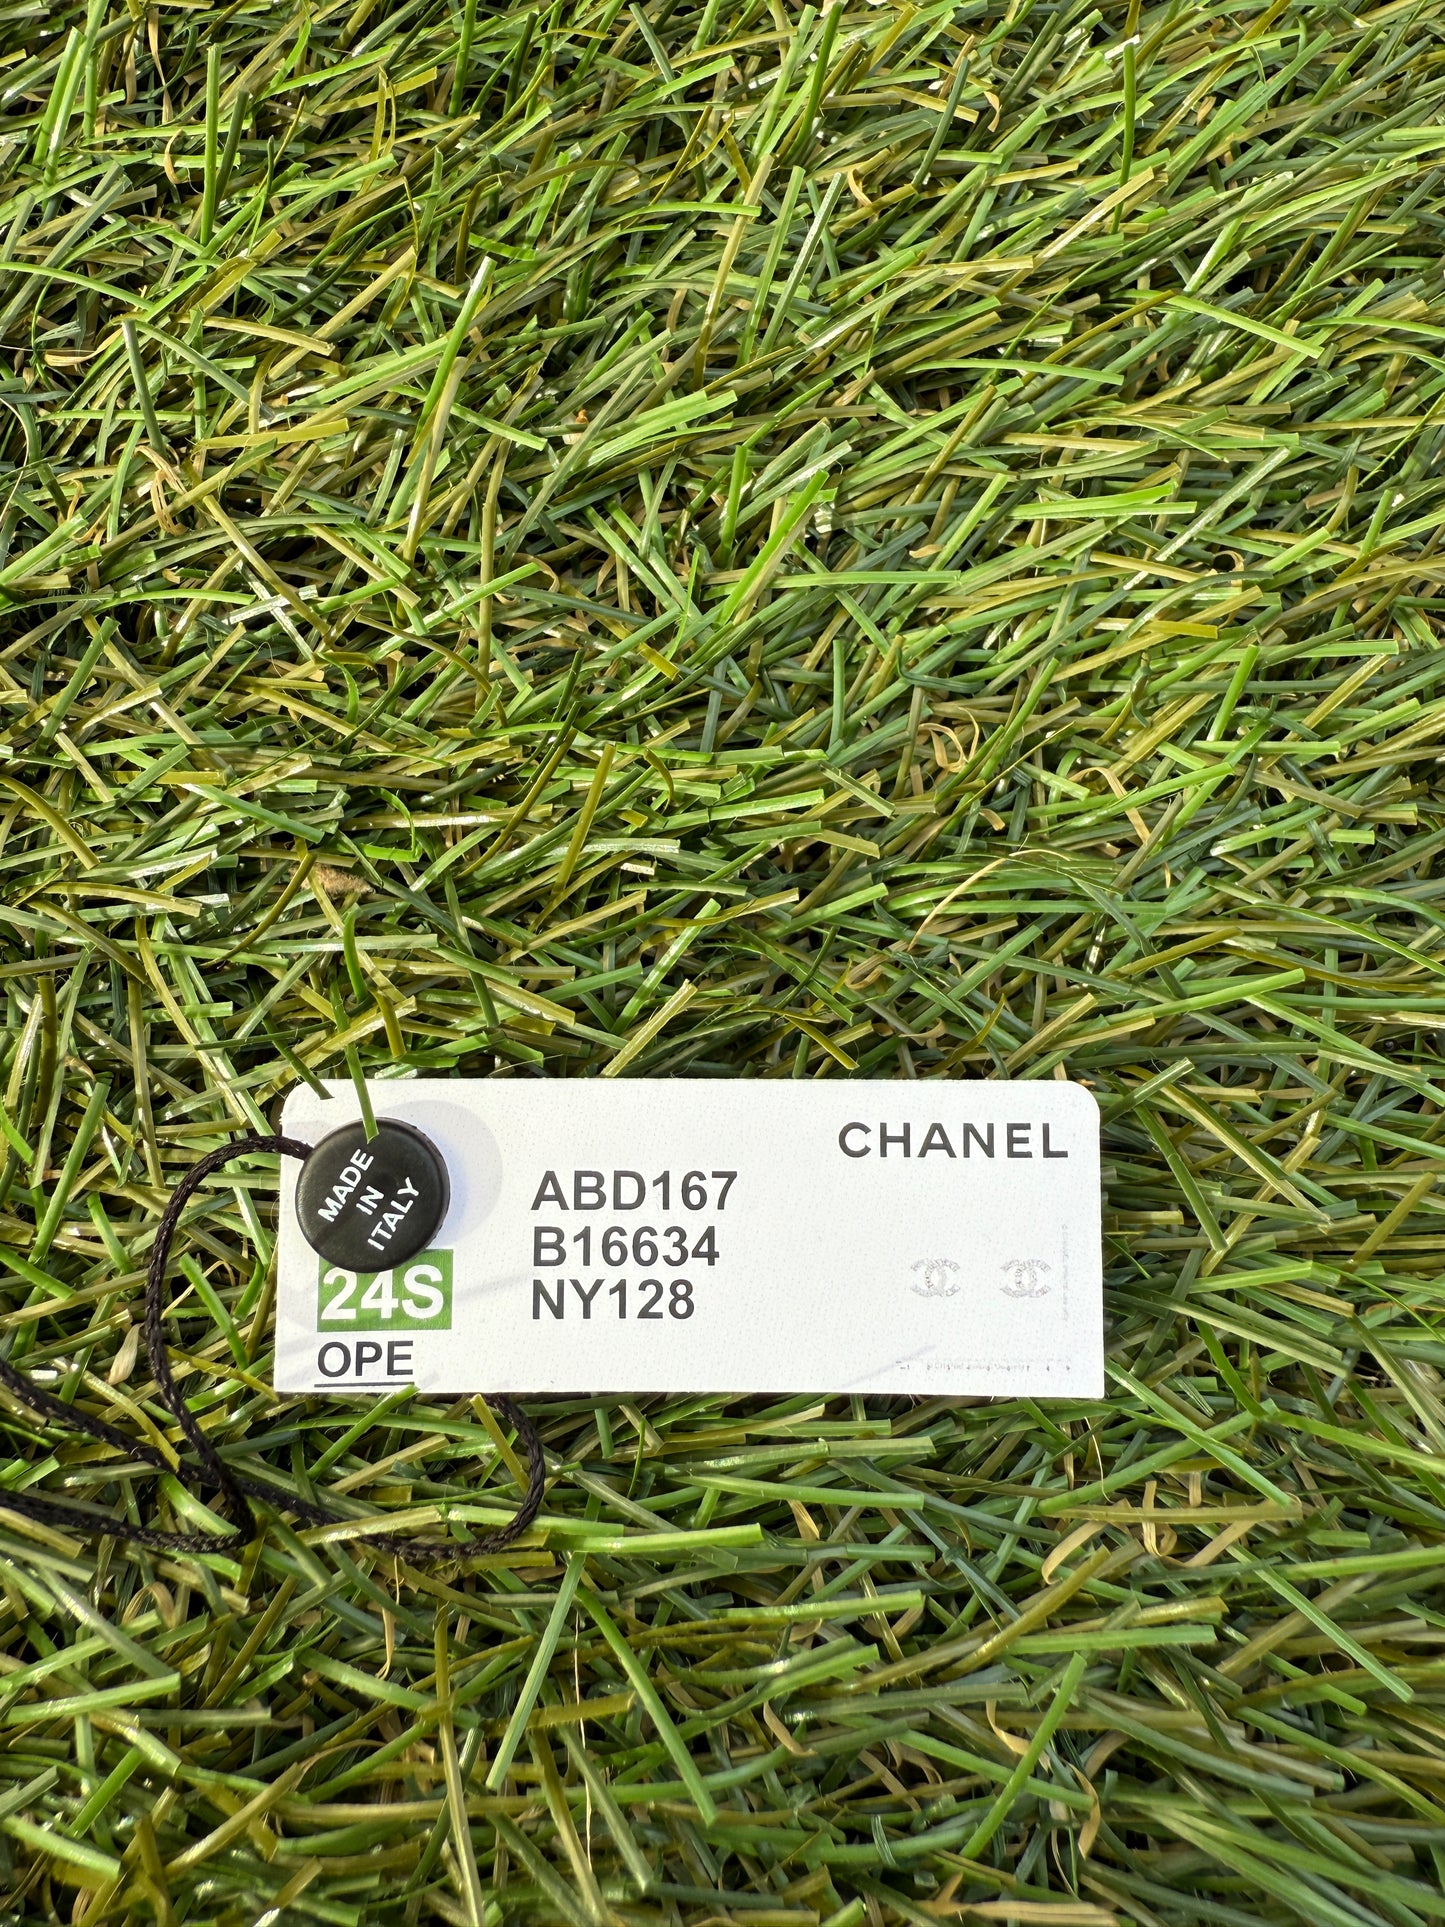 CHANEL
MADE
IN
ITALY
ABD167
B16634
NY128
24S
OPE